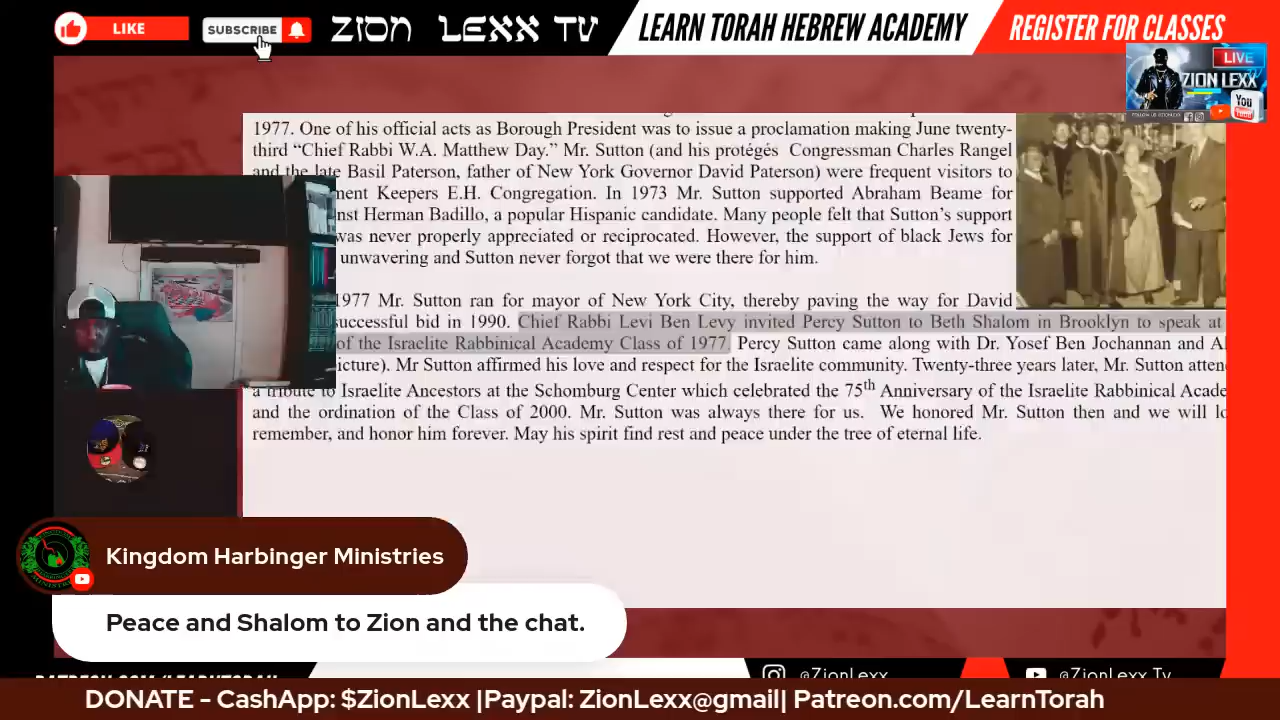 LIKE
SUBSCRIBE
ZION LEXX TV
LEARN TORAH HEBREW ACADEMY
REGISTER FOR CLASSES
LIVE
ZION LEXX
TV
You
1977. One of his official acts as Borough President was to issue a proclamation making June twenty-
third “Chief Rabbi W.A. Matthew Day.” Mr. Sutton (and his protégés Congressman Charles Rangel
and the late Basil Paterson, father of New York Governor David Paterson) were frequent visitors to
ment Keepers E.H. Congregation. In 1973 Mr. Sutton supported Abraham Beame for
nst Herman Badillo, a popular Hispanic candidate. Many people felt that Sutton’s support
was never properly appreciated or reciprocated. However, the support of black Jews for
unwavering and Sutton never forgot that we were there for him.
1977 Mr. Sutton ran for mayor of New York City, thereby paving the way for David
successful bid in 1990. Chief Rabbi Levi Ben Levy invited Percy Sutton to Beth Shalom in Brooklyn to speak at
of the Israelite Rabbinical Academy Class of 1977. Percy Sutton came along with Dr. Yosef Ben Jochannan and Al
icture). Mr Sutton affirmed his love and respect for the Israelite community. Twenty-three years later, Mr. Sutton atten
a tribute to Israelite Ancestors at the Schomburg Center which celebrated the 75th Anniversary of the Israelite Rabbinical Acade
and the ordination of the Class of 2000. Mr. Sutton was always there for us. We honored Mr. Sutton then and we will lo
remember, and honor him forever. May his spirit find rest and peace under the tree of eternal life.
Kingdom Harbinger Ministries
Peace and Shalom to Zion and the chat.
@ZionLexx
@ZionLexx Tv
DONATE - CashApp: $ZionLexx |Paypal: ZionLexx@gmail| Patreon.com/LearnTorah